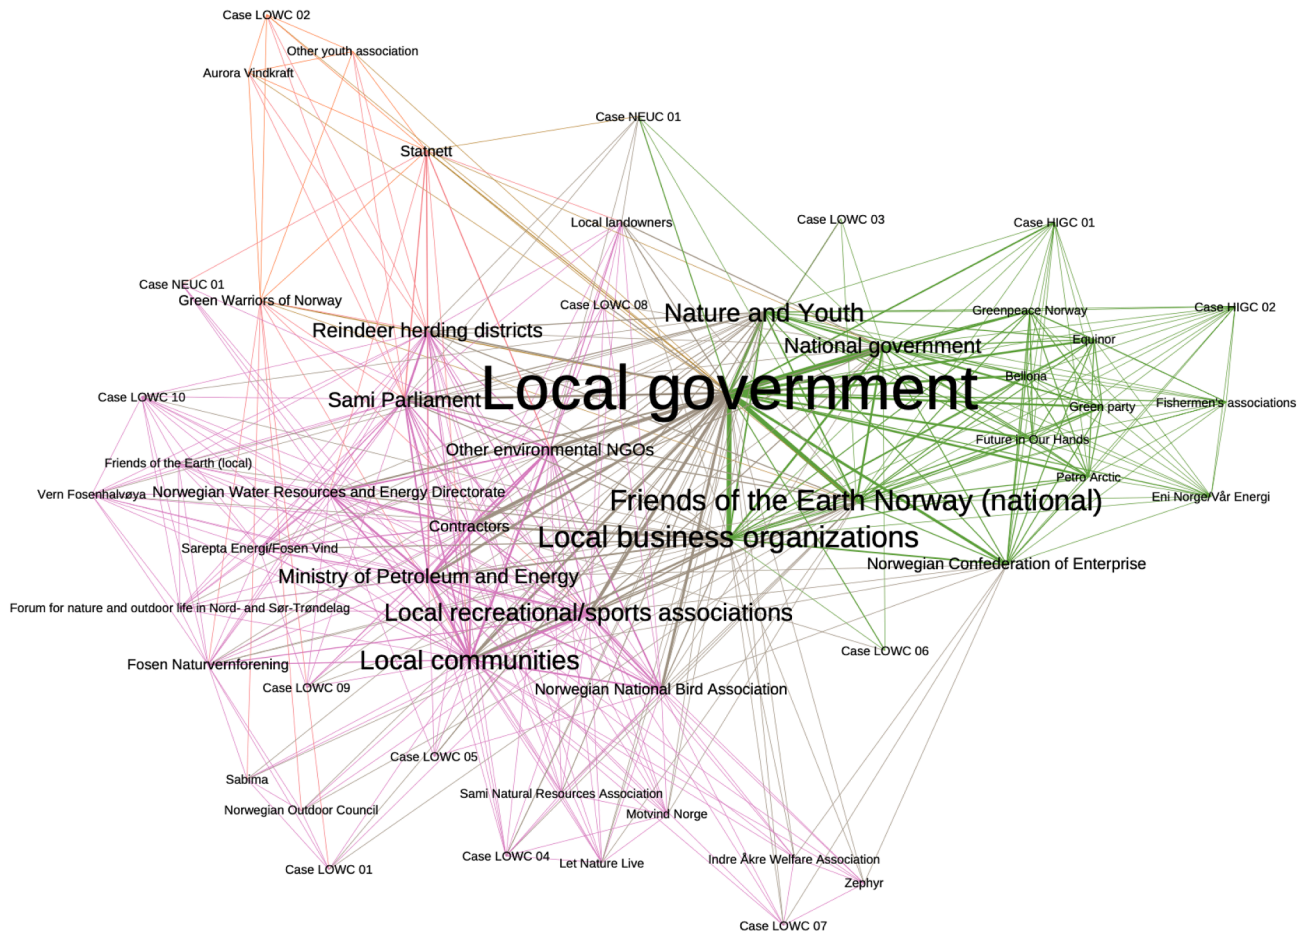 Case LOWC 02
Other youth association
Aurora Vindkraft
Case NEUC 01
Statnett
Local landowners
Case LOWC 03
Case HIGC 01
Case NEUC 01
Green Warriors of Norway
Case LOWC 08
Nature and Youth
Greenpeace Norway
Case HIGC 02
Reindeer herding districts
National government
Equinor
Bellona
Local government
Sami Parliament
Case LOWC 10
Green party
Fishermen's associations
Future in Our Hands
Other environmental NGOs
Friends of the Earth (local)
Petro Arctic
Vern Fosenhalvøya
Norwegian Water Resources and Energy Directorate
Friends of the Earth Norway (national)
Eni Norge/Vår Energi
Contractors
Local business organizations
Sarepta Energi/Fosen Vind
Norwegian Confederation of Enterprise
Ministry of Petroleum and Energy
Forum for nature and outdoor life in Nord- and Sør-Trøndelag
Local recreational/sports associations
Case LOWC 06
Fosen Naturvernforening
Local communities
Case LOWC 09
Norwegian National Bird Association
Case LOWC 05
Sabima
Sami Natural Resources Association
Norwegian Outdoor Council
Motvind Norge
Case LOWC 04
Let Nature Live
Indre Åkre Welfare Association
Case LOWC 01
Zephyr
Case LOWC 07